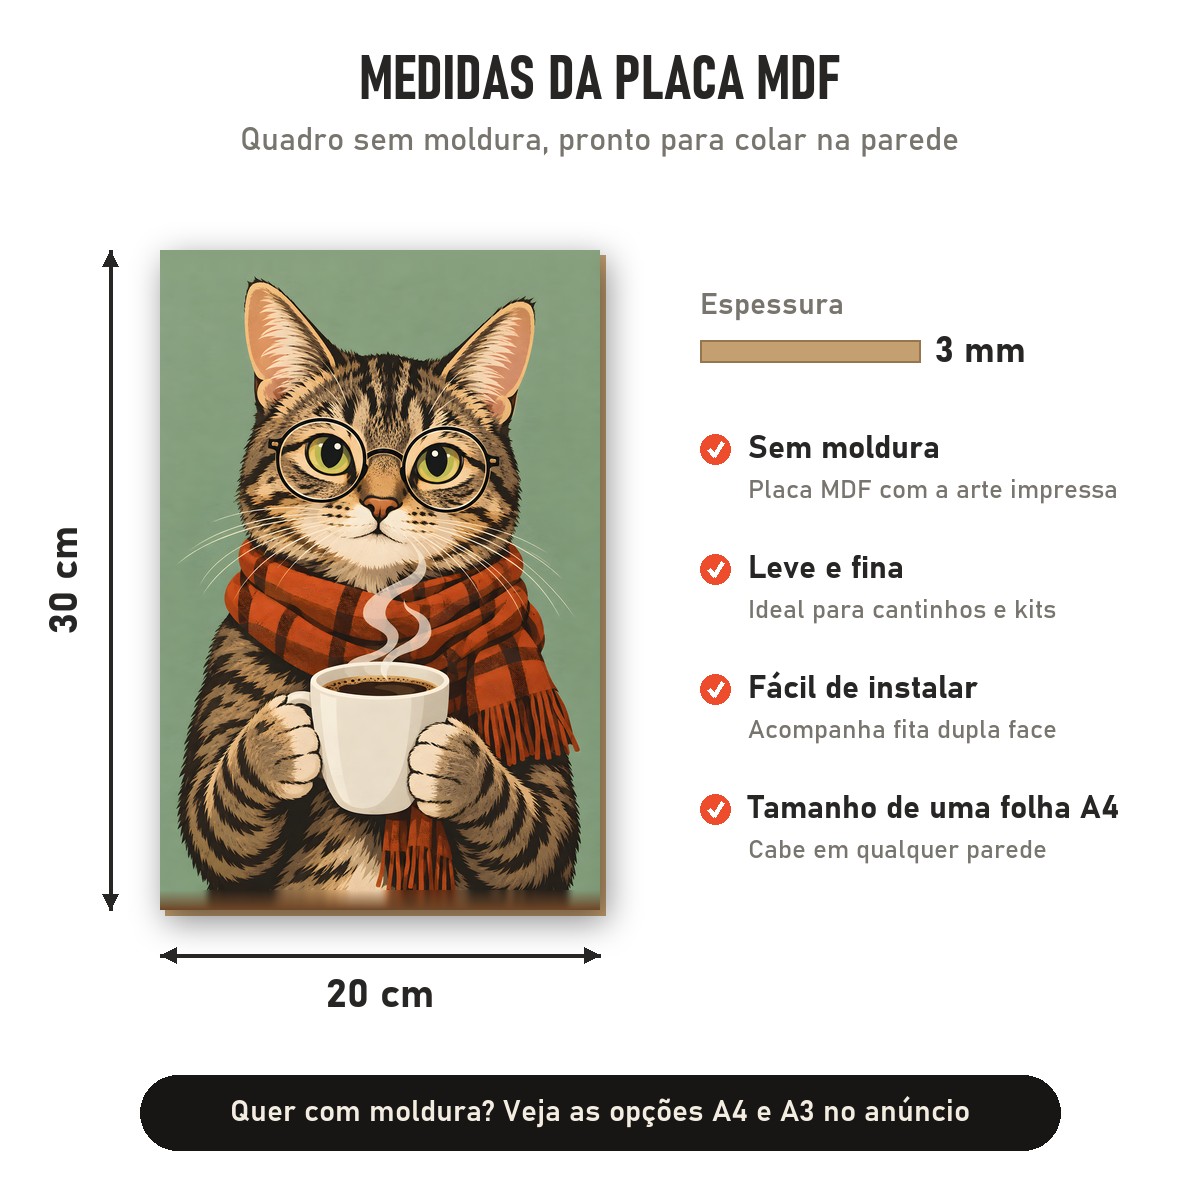 MEDIDAS DA PLACA MDF
Quadro sem moldura, pronto para colar na parede
30 cm
20 cm
Espessura
3 mm
Sem moldura
Placa MDF com a arte impressa
Leve e fina
Ideal para cantinhos e kits
Fácil de instalar
Acompanha fita dupla face
Tamanho de uma folha A4
Cabe em qualquer parede
Quer com moldura? Veja as opções A4 e A3 no anúncio